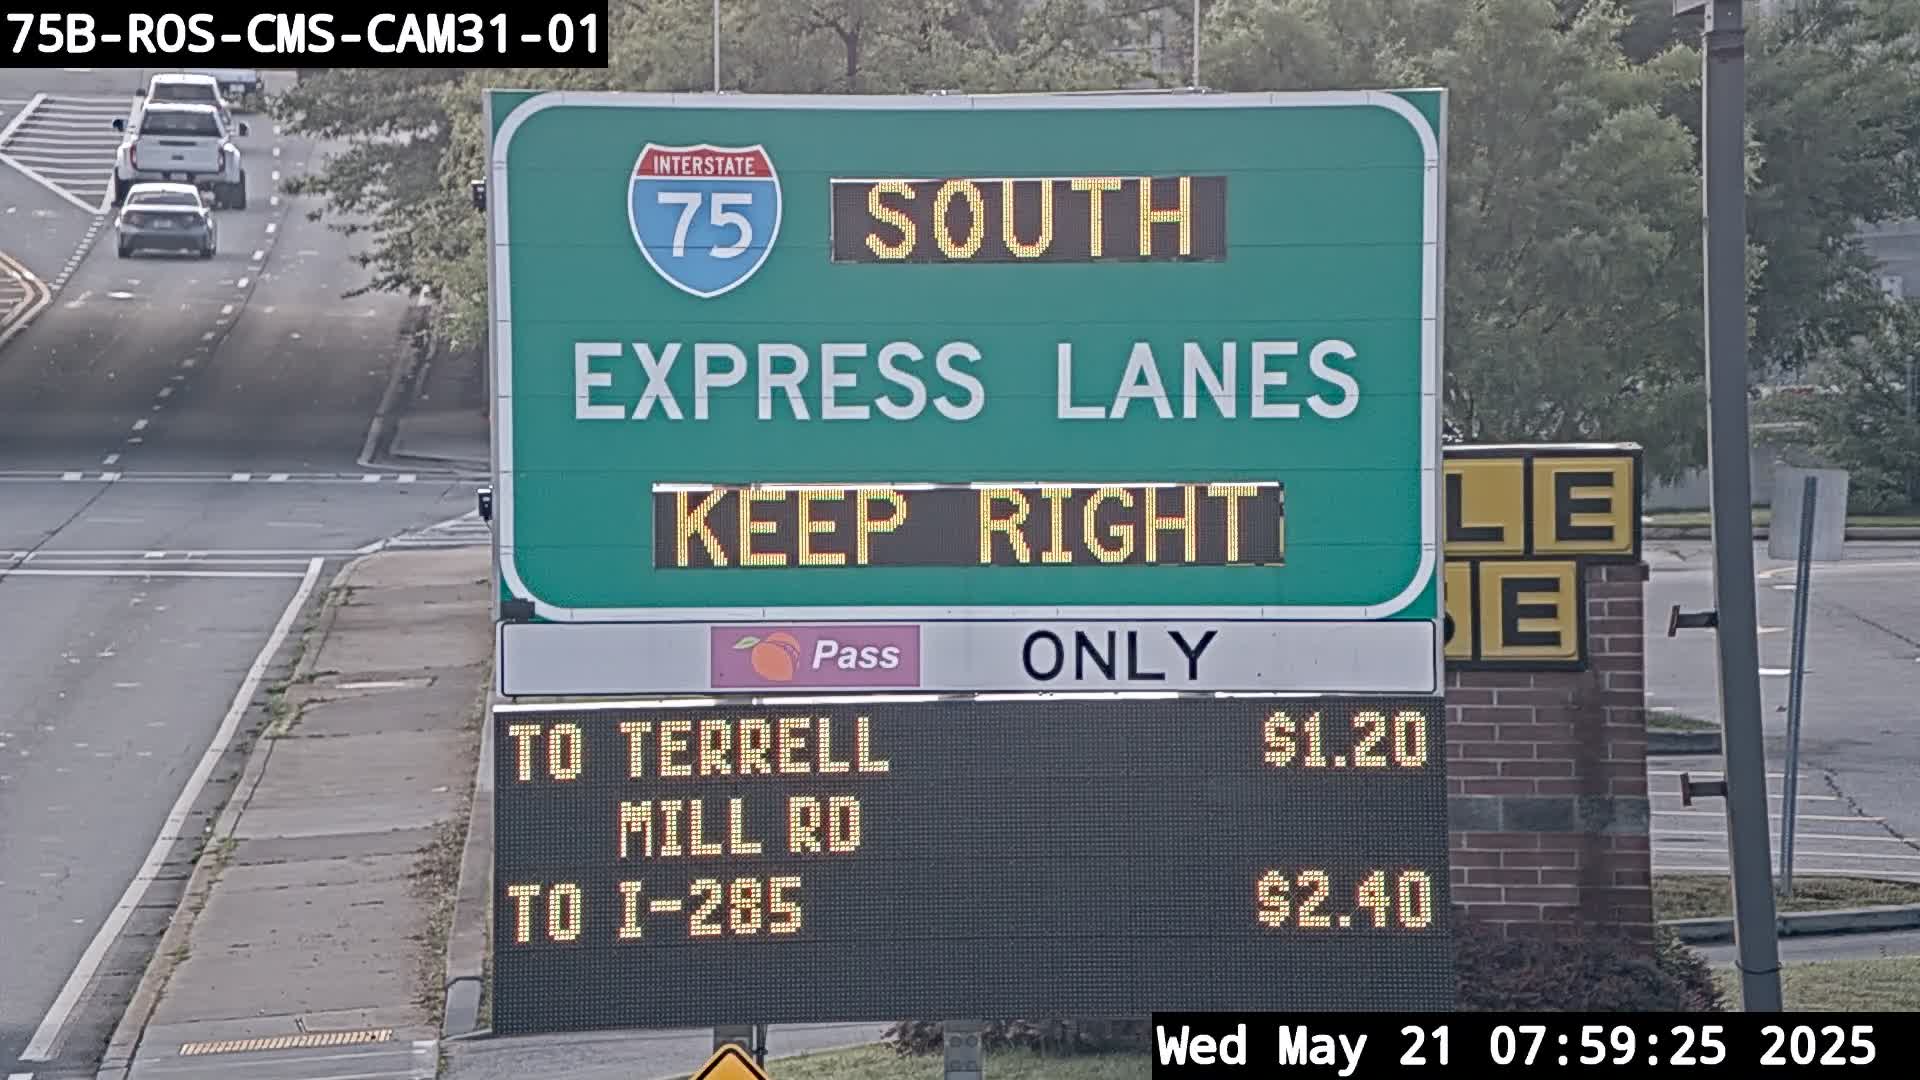 75B-ROS-CMS-CAM31-01
INTERSTATE
75
SOUTH
EXPRESS LANES
KEEP RIGHT
LE
E
Pass ONLY
TO TERRELL $1.20
MILL RD
TO I-285 $2.40
Wed May 21 07:59:25 2025